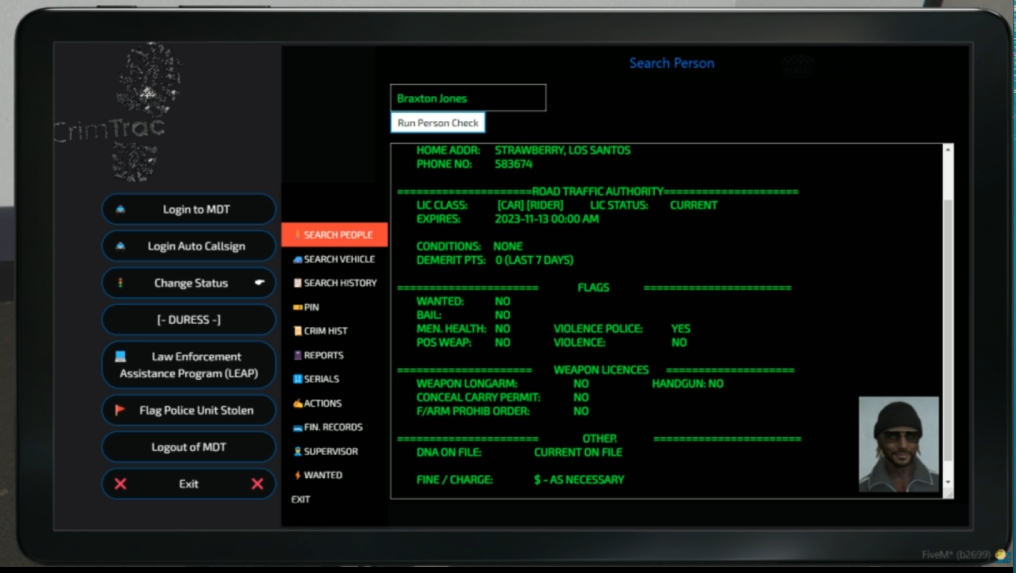 Search Person
CrimTrac
Braxton Jones
Run Person Check
Login to MDT
Login Auto Callsign
Change Status
[- DURESS -]
Law Enforcement
Assistance Program (LEAP)
Flag Police Unit Stolen
Logout of MDT
Exit
SEARCH PEOPLE
SEARCH VEHICLE
SEARCH HISTORY
PIN
CRIM HIST
REPORTS
SERIALS
ACTIONS
FIN. RECORDS
SUPERVISOR
WANTED
EXIT
HOME ADDR: STRAWBERRY, LOS SANTOS
PHONE NO: 583674
=====================ROAD TRAFFIC AUTHORITY=====================
LIC CLASS: [CAR] [RIDER] LIC STATUS: CURRENT
EXPIRES: 2023-11-13 00:00 AM
CONDITIONS: NONE
DEMERIT PTS: 0 (LAST 7 DAYS)
====================== FLAGS =======================
WANTED: NO
BAIL: NO
MEN. HEALTH: NO VIOLENCE POLICE: YES
POS WEAP: NO VIOLENCE: NO
====================== WEAPON LICENCES ====================
WEAPON LONGARM: NO HANDGUN: NO
CONCEAL CARRY PERMIT: NO
F/ARM PROHIB ORDER: NO
====================== OTHER =======================
DNA ON FILE: CURRENT ON FILE
FINE / CHARGE: $ - AS NECESSARY
FiveM* (b2699)